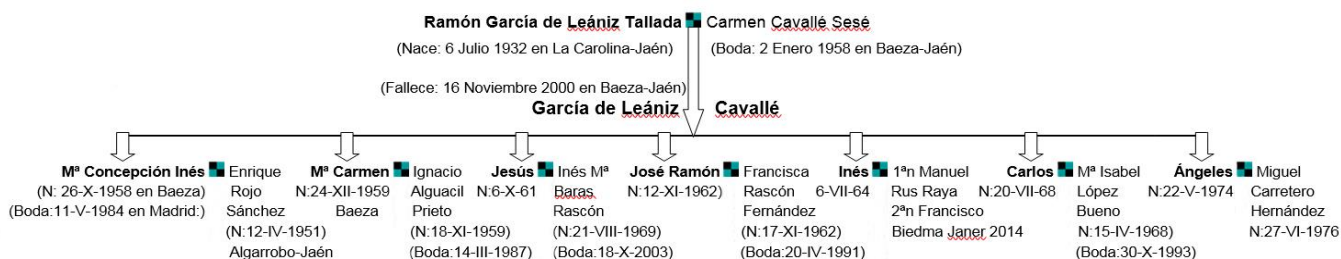 Ramón García de Leániz Tallada Carmen Cavallé Sesé
(Nace: 6 Julio 1932 en La Carolina-Jaén) (Boda: 2 Enero 1958 en Baeza-Jaén)
(Fallece: 16 Noviembre 2000 en Baeza-Jaén)
García de Leániz Cavallé
Mª Concepción Inés
(N: 26-X-1958 en Baeza)
(Boda:11-V-1984 en Madrid:)
Enrique
Rojo
Sánchez
(N:12-IV-1951)
Algarrobo-Jaén
Mª Carmen
N:24-XII-1959
Baeza
Ignacio
Alguacil
Prieto
(N:18-XI-1959)
(Boda:14-III-1987)
Jesús
N:6-X-61
Inés Mª
Baras
Rascón
(N:21-VIII-1969)
(Boda:18-X-2003)
José Ramón
N:12-XI-1962)
Francisca
Rascón
Fernández
(N:17-XI-1962)
(Boda:20-IV-1991)
Inés
6-VII-64
1ªn Manuel
Rus Raya
2ªn Francisco
Biedma Janer 2014
Carlos
N:20-VII-68
Mª Isabel
López
Bueno
N:15-IV-1968)
(Boda:30-X-1993)
Ángeles
N:22-V-1974
Miguel
Carretero
Hernández
N:27-VI-1976